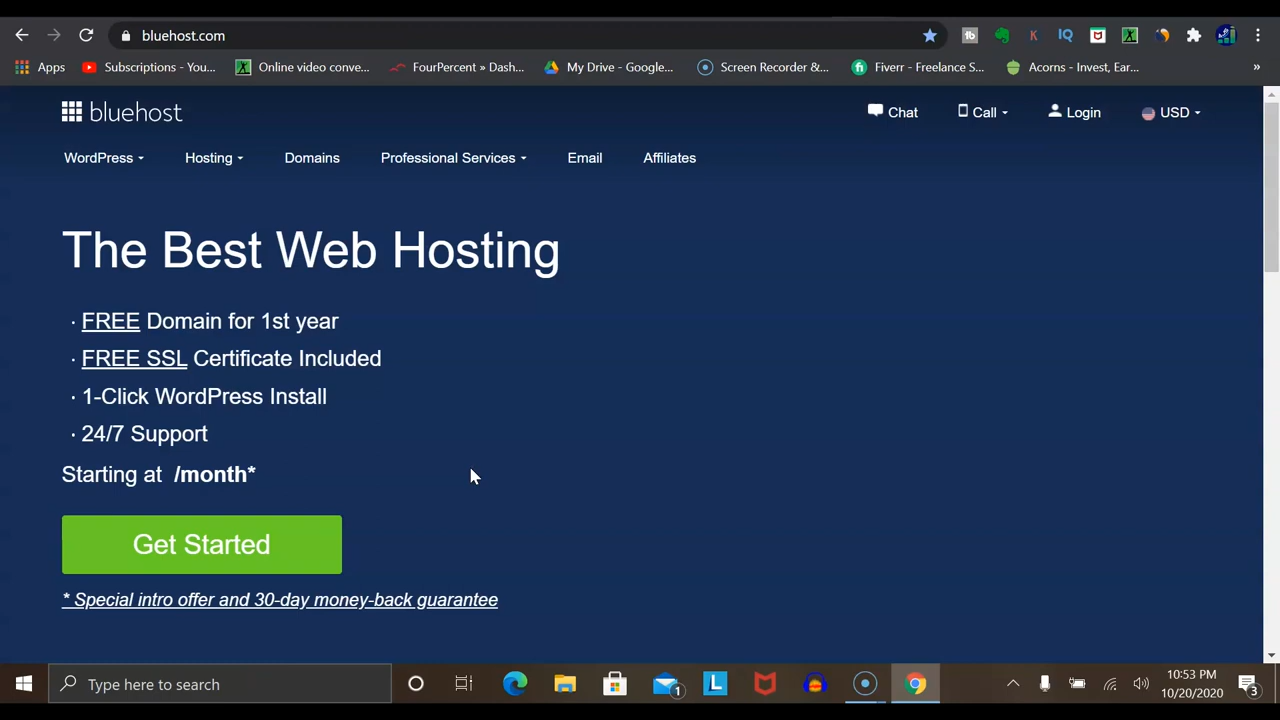 bluehost.com
Apps
Subscriptions - You...
Online video conve...
FourPercent » Dash...
My Drive - Google...
Screen Recorder &...
Fiverr - Freelance S...
Acorns - Invest, Ear...
»
bluehost
Chat
Call
Login
USD
WordPress
Hosting
Domains
Professional Services
Email
Affiliates
The Best Web Hosting
· FREE Domain for 1st year
· FREE SSL Certificate Included
· 1-Click WordPress Install
· 24/7 Support
Starting at /month*
Get Started
* Special intro offer and 30-day money-back guarantee
Type here to search
1
L
10:53 PM
10/20/2020
3